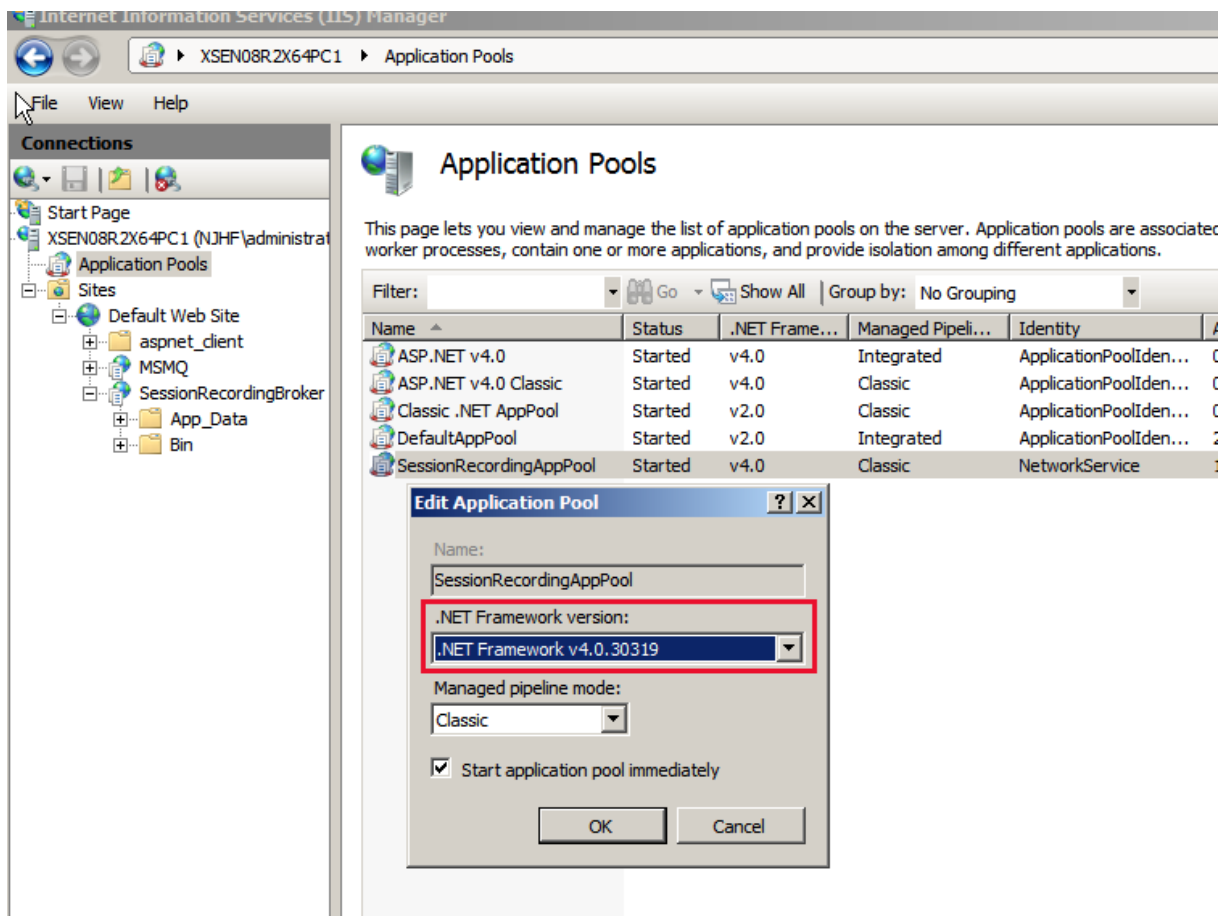 Internet Information Services (IIS) Manager
XSEN08R2X64PC1 Application Pools
File View Help
Connections
Start Page
XSEN08R2X64PC1 (NJHF\administrat
Application Pools
Sites
Default Web Site
aspnet_client
MSMQ
SessionRecordingBroker
App_Data
Bin
Application Pools
This page lets you view and manage the list of application pools on the server. Application pools are associated
worker processes, contain one or more applications, and provide isolation among different applications.
Filter: Go Show All Group by: No Grouping
Name Status .NET Frame... Managed Pipeli... Identity
ASP.NET v4.0 Started v4.0 Integrated ApplicationPoolIden...
ASP.NET v4.0 Classic Started v4.0 Classic ApplicationPoolIden...
Classic .NET AppPool Started v2.0 Classic ApplicationPoolIden...
DefaultAppPool Started v2.0 Integrated ApplicationPoolIden...
SessionRecordingAppPool Started v4.0 Classic NetworkService
Edit Application Pool
Name:
SessionRecordingAppPool
.NET Framework version:
.NET Framework v4.0.30319
Managed pipeline mode:
Classic
Start application pool immediately
OK Cancel